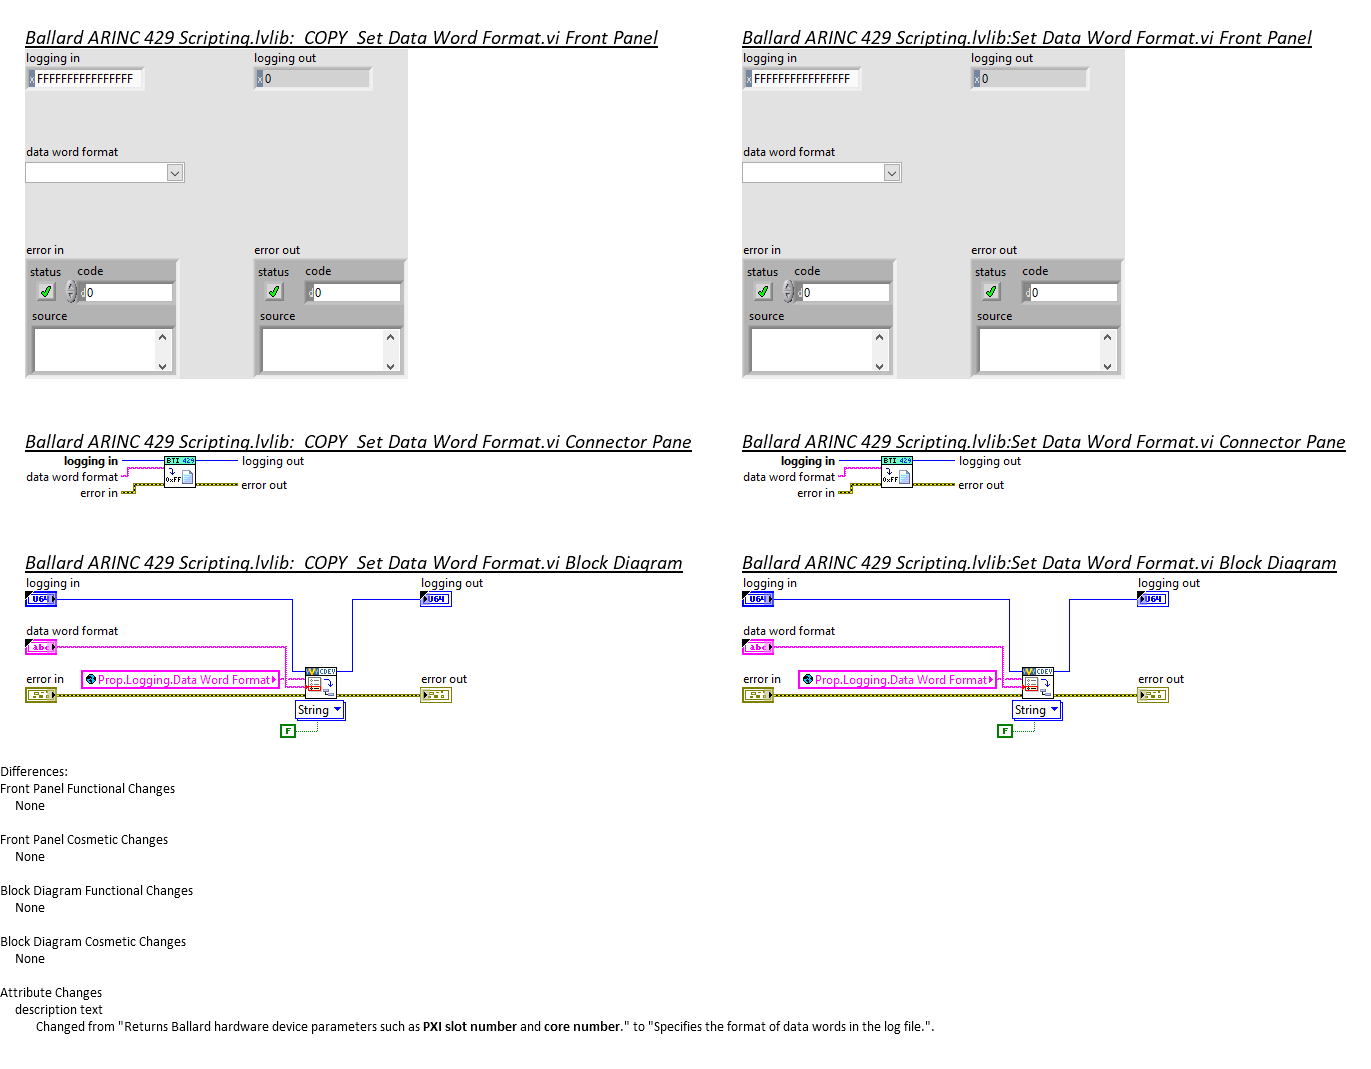 Ballard ARINC 429 Scripting.lvlib:_COPY_Set Data Word Format.vi Front Panel
logging in
logging out
x FFFFFFFFFFFFFFFF
x 0
data word format
error in
error out
status code
status code
d 0
d 0
source
source
Ballard ARINC 429 Scripting.lvlib:Set Data Word Format.vi Front Panel
logging in
logging out
x FFFFFFFFFFFFFFFF
x 0
data word format
error in
error out
status code
status code
d 0
d 0
source
source
Ballard ARINC 429 Scripting.lvlib:_COPY_Set Data Word Format.vi Connector Pane
logging in
BTI 429
logging out
data word format
0xFF
error in
error out
Ballard ARINC 429 Scripting.lvlib:Set Data Word Format.vi Connector Pane
logging in
BTI 429
logging out
data word format
0xFF
error in
error out
Ballard ARINC 429 Scripting.lvlib:_COPY_Set Data Word Format.vi Block Diagram
logging in
logging out
U64
U64
data word format
abc
CDEV
error in
Prop.Logging.Data Word Format
error out
String
F
Ballard ARINC 429 Scripting.lvlib:Set Data Word Format.vi Block Diagram
logging in
logging out
U64
U64
data word format
abc
CDEV
error in
Prop.Logging.Data Word Format
error out
String
F
Differences:
Front Panel Functional Changes
None
Front Panel Cosmetic Changes
None
Block Diagram Functional Changes
None
Block Diagram Cosmetic Changes
None
Attribute Changes
description text
Changed from "Returns Ballard hardware device parameters such as PXI slot number and core number." to "Specifies the format of data words in the log file.".